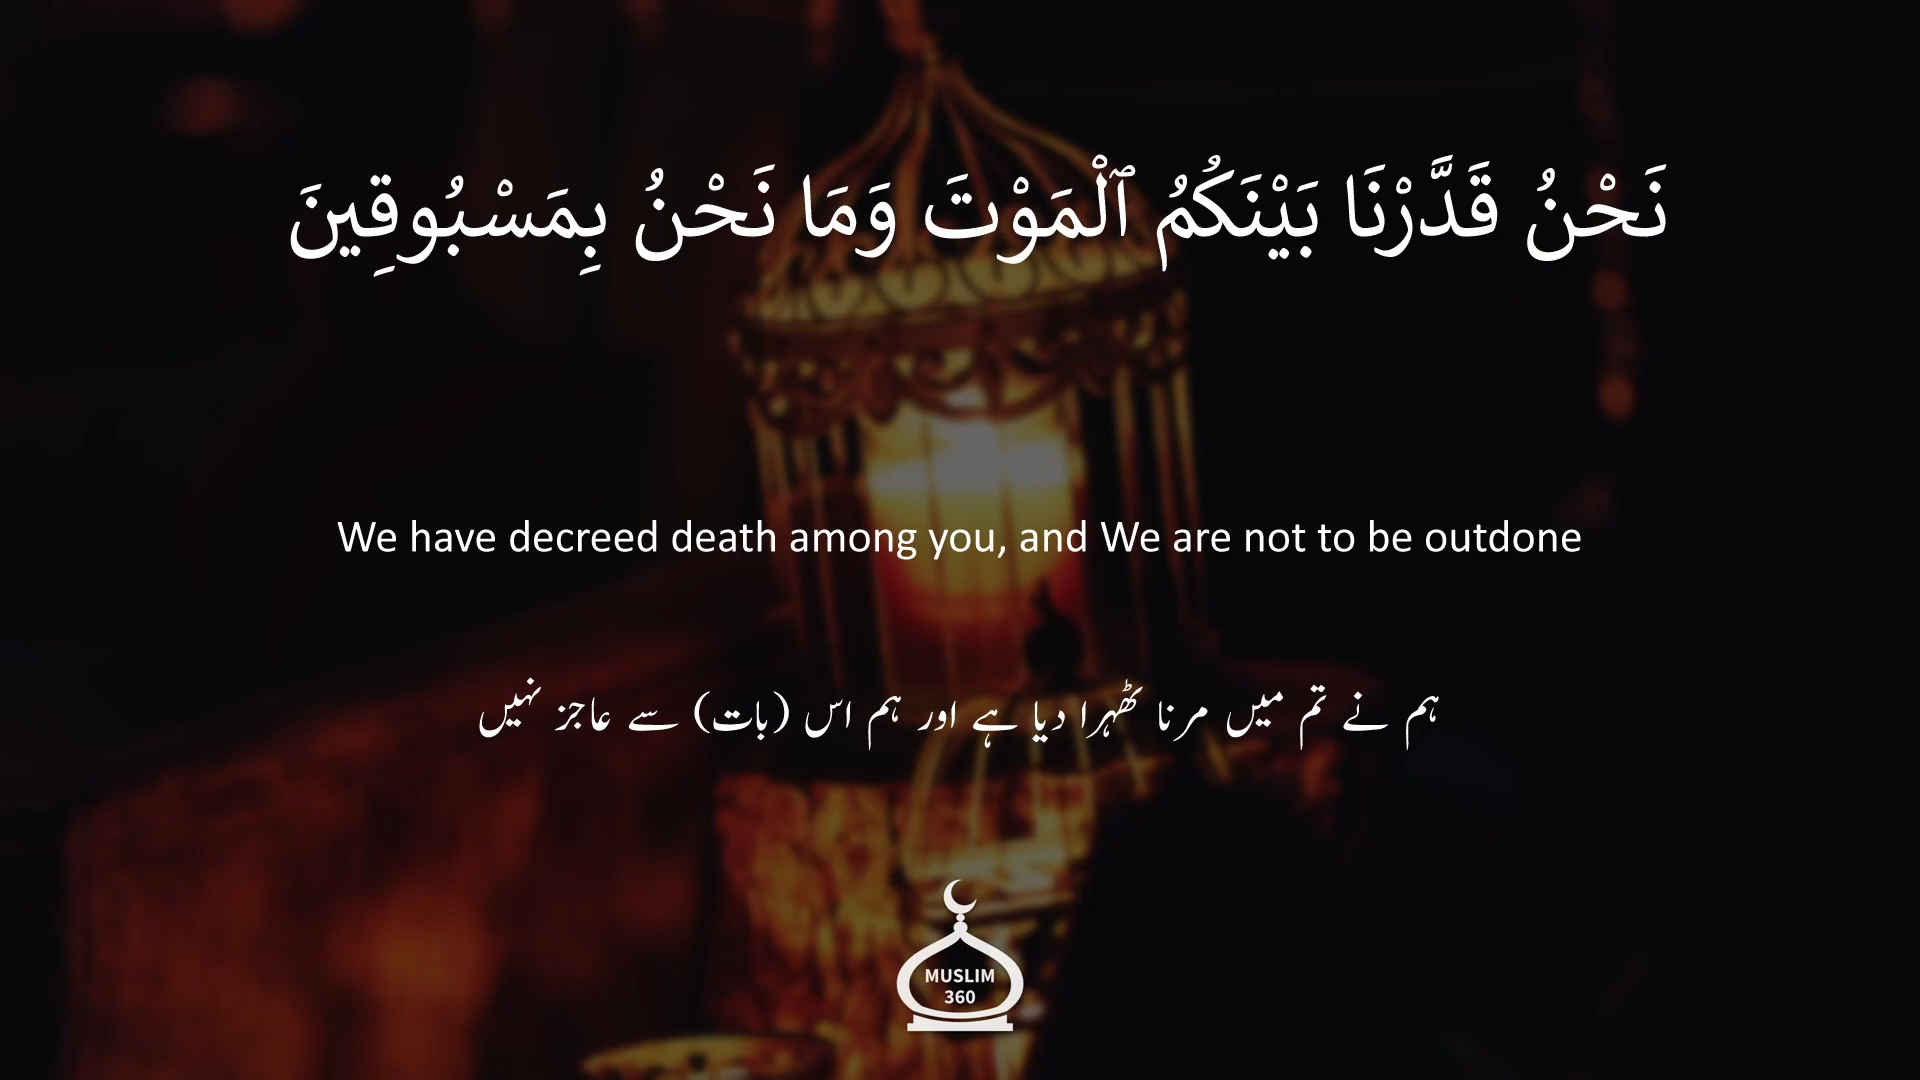 نَحْنُ قَدَّرْنَا بَيْنَكُمُ ٱلْمَوْتَ وَمَا نَحْنُ بِمَسْبُوقِينَ
We have decreed death among you, and We are not to be outdone
ہم نے تم میں مرنا ٹھہرا دیا ہے اور ہم اس (بات) سے عاجز نہیں
MUSLIM
360